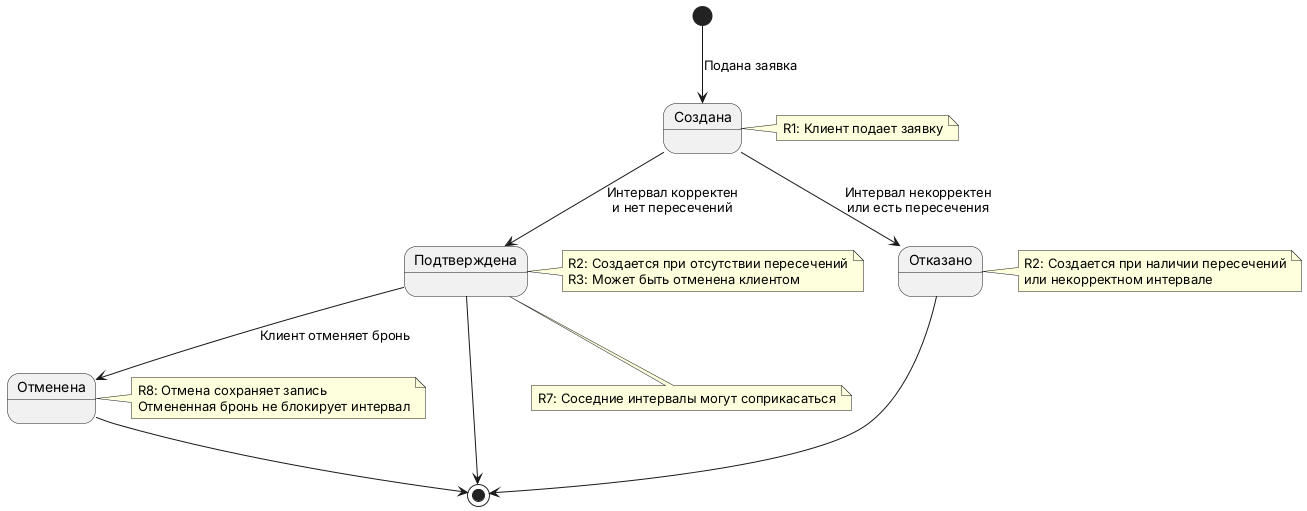 Подана заявка
Создана
R1: Клиент подает заявку
Интервал корректен
и нет пересечений
Интервал некорректен
или есть пересечения
Подтверждена
R2: Создается при отсутствии пересечений
R3: Может быть отменена клиентом
Отказано
R2: Создается при наличии пересечений
или некорректном интервале
Клиент отменяет бронь
Отменена
R8: Отмена сохраняет запись
Отмененная бронь не блокирует интервал
R7: Соседние интервалы могут соприкасаться